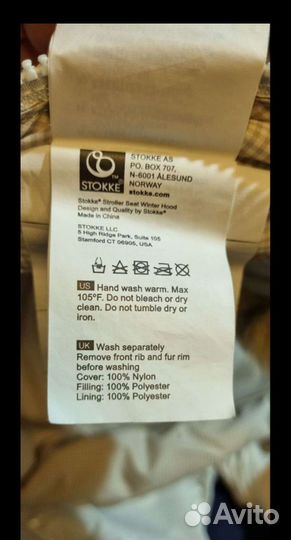 STOKKE AS
PO. BOX 707,
N-6001 ÅLESUND
NORWAY
stokke.com
STOKKE™
Stokke® Stroller Seat Winter Hood
Design and Quality by Stokke®
Made in China
STOKKE LLC
5 High Ridge Park, Suite 105
Stamford CT 06905, USA
US Hand wash warm. Max
105°F. Do not bleach or dry
clean. Do not tumble dry or
iron.
UK Wash separately
Remove front rib and fur rim
before washing
Cover: 100% Nylon
Filling: 100% Polyester
Lining: 100% Polyester
Avito